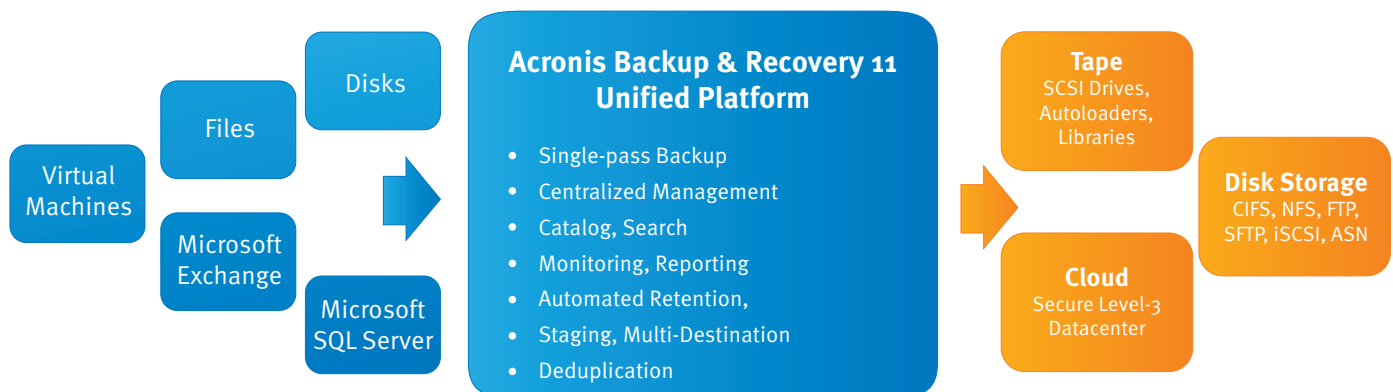 Virtual
Machines
Files
Disks
Microsoft
Exchange
Microsoft
SQL Server
Acronis Backup & Recovery 11
Unified Platform
• Single-pass Backup
• Centralized Management
• Catalog, Search
• Monitoring, Reporting
• Automated Retention,
• Staging, Multi-Destination
• Deduplication
Tape
SCSI Drives,
Autoloaders,
Libraries
Disk Storage
CIFS, NFS, FTP,
SFTP, iSCSI, ASN
Cloud
Secure Level-3
Datacenter